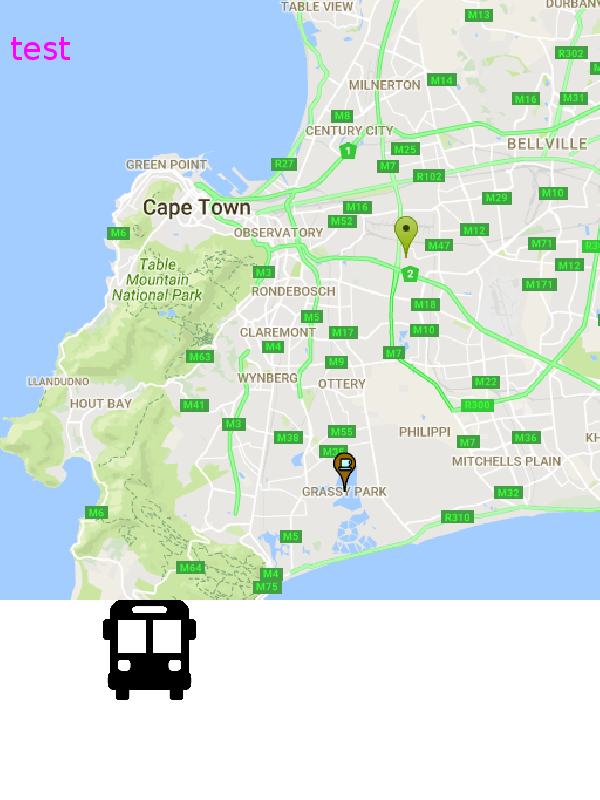 TABLE VIEW
M13
test
R302
MILNERTON
M14
M16
M31
M8
CENTURY CITY
1
M25
BELLVILLE
GREEN POINT
R27
M7
R102
Cape Town
M16
M29
M10
M52
M6
OBSERVATORY
M12
M47
M71
Table
Mountain
National Park
M3
2
M12
M171
RONDEBOSCH
M18
M5
CLAREMONT
M17
M10
M4
M63
M9
M7
LLANDUDNO
WYNBERG
OTTERY
M22
HOUT BAY
M41
R300
M3
M38
M55
PHILIPPI
M7
M36
MITCHELLS PLAIN
GRASSY PARK
M32
M6
R310
M5
M64
M4
M75